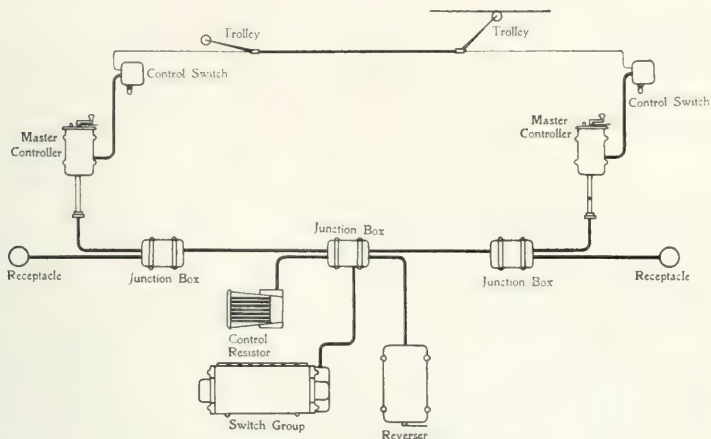 Trolley
Trolley
Control Switch
Control Switch
Master
Controller
Master
Controller
Junction Box
Receptacle
Junction Box
Junction Box
Receptacle
Control
Resistor
Switch Group
Reverser